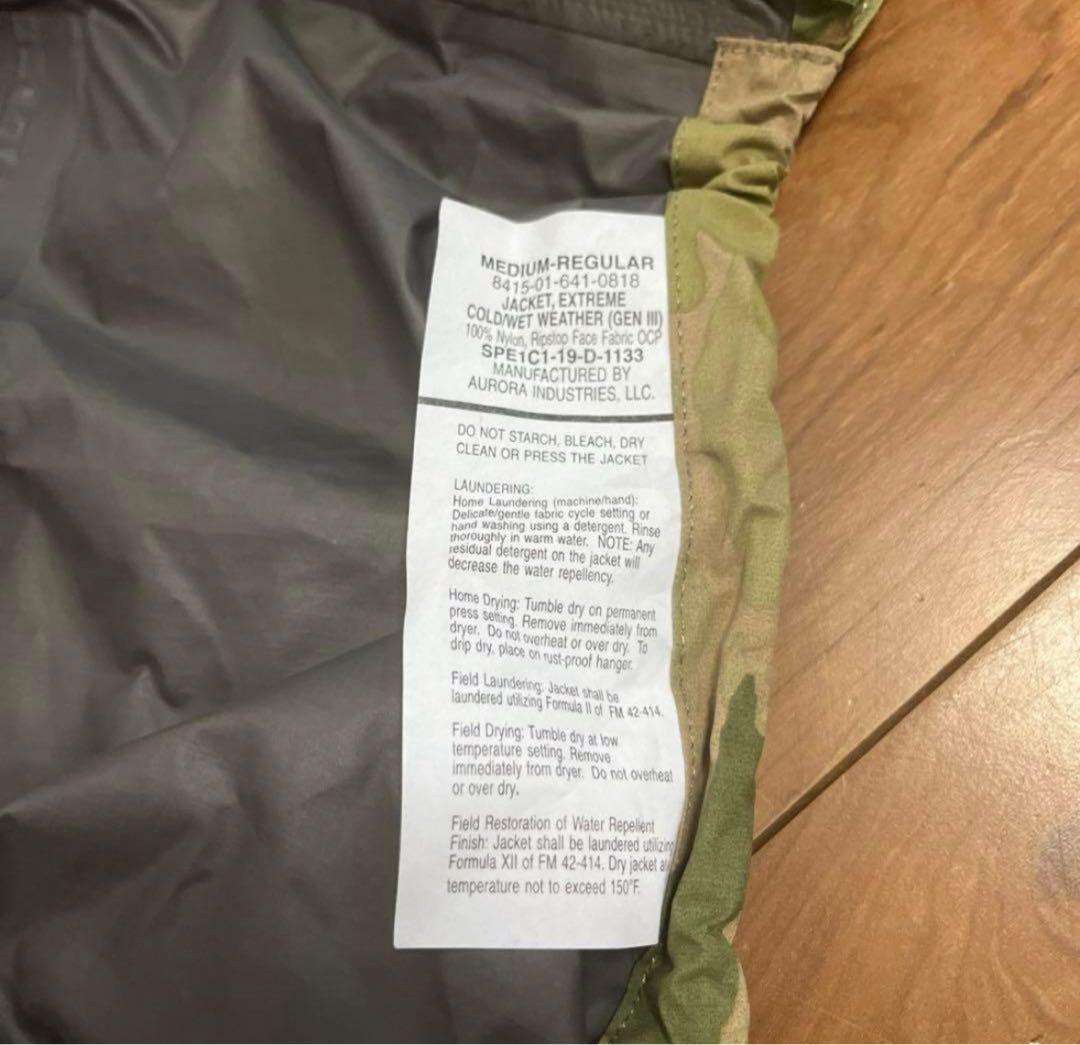 MEDIUM-REGULAR
8415-01-641-0818
JACKET, EXTREME
COLD/WET WEATHER (GEN III)
100% Nylon, Ripstop Face Fabric OCP
SPE1C1-19-D-1133
MANUFACTURED BY
AURORA INDUSTRIES, LLC.
DO NOT STARCH, BLEACH, DRY
CLEAN OR PRESS THE JACKET
LAUNDERING:
Home Laundering (machine/hand):
Delicate/gentle fabric cycle setting or
hand washing using a detergent. Rinse
thoroughly in warm water. NOTE: Any
residual detergent on the jacket will
decrease the water repellency.
Home Drying: Tumble dry on permanent
press setting. Remove immediately from
dryer. Do not overheat or over dry. To
drip dry, place on rust-proof hanger.
Field Laundering: Jacket shall be
laundered utilizing Formula II of FM 42-414.
Field Drying: Tumble dry at low
temperature setting. Remove
immediately from dryer. Do not overheat
or over dry.
Field Restoration of Water Repellent
Finish: Jacket shall be laundered utilizing
Formula XII of FM 42-414. Dry jacket
temperature not to exceed 150°F.